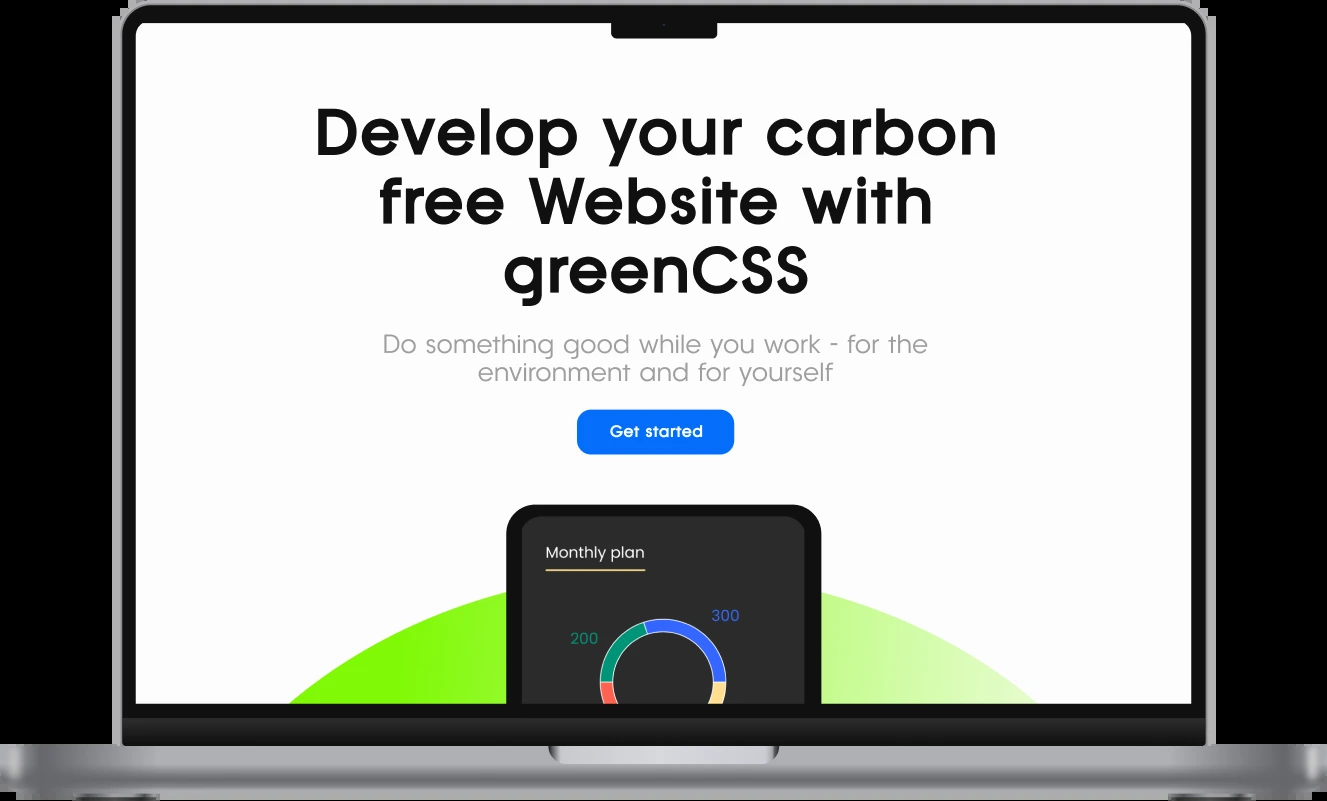 Develop your carbon
free Website with
greenCSS
Do something good while you work - for the
environment and for yourself
Get started
Monthly plan
300
200